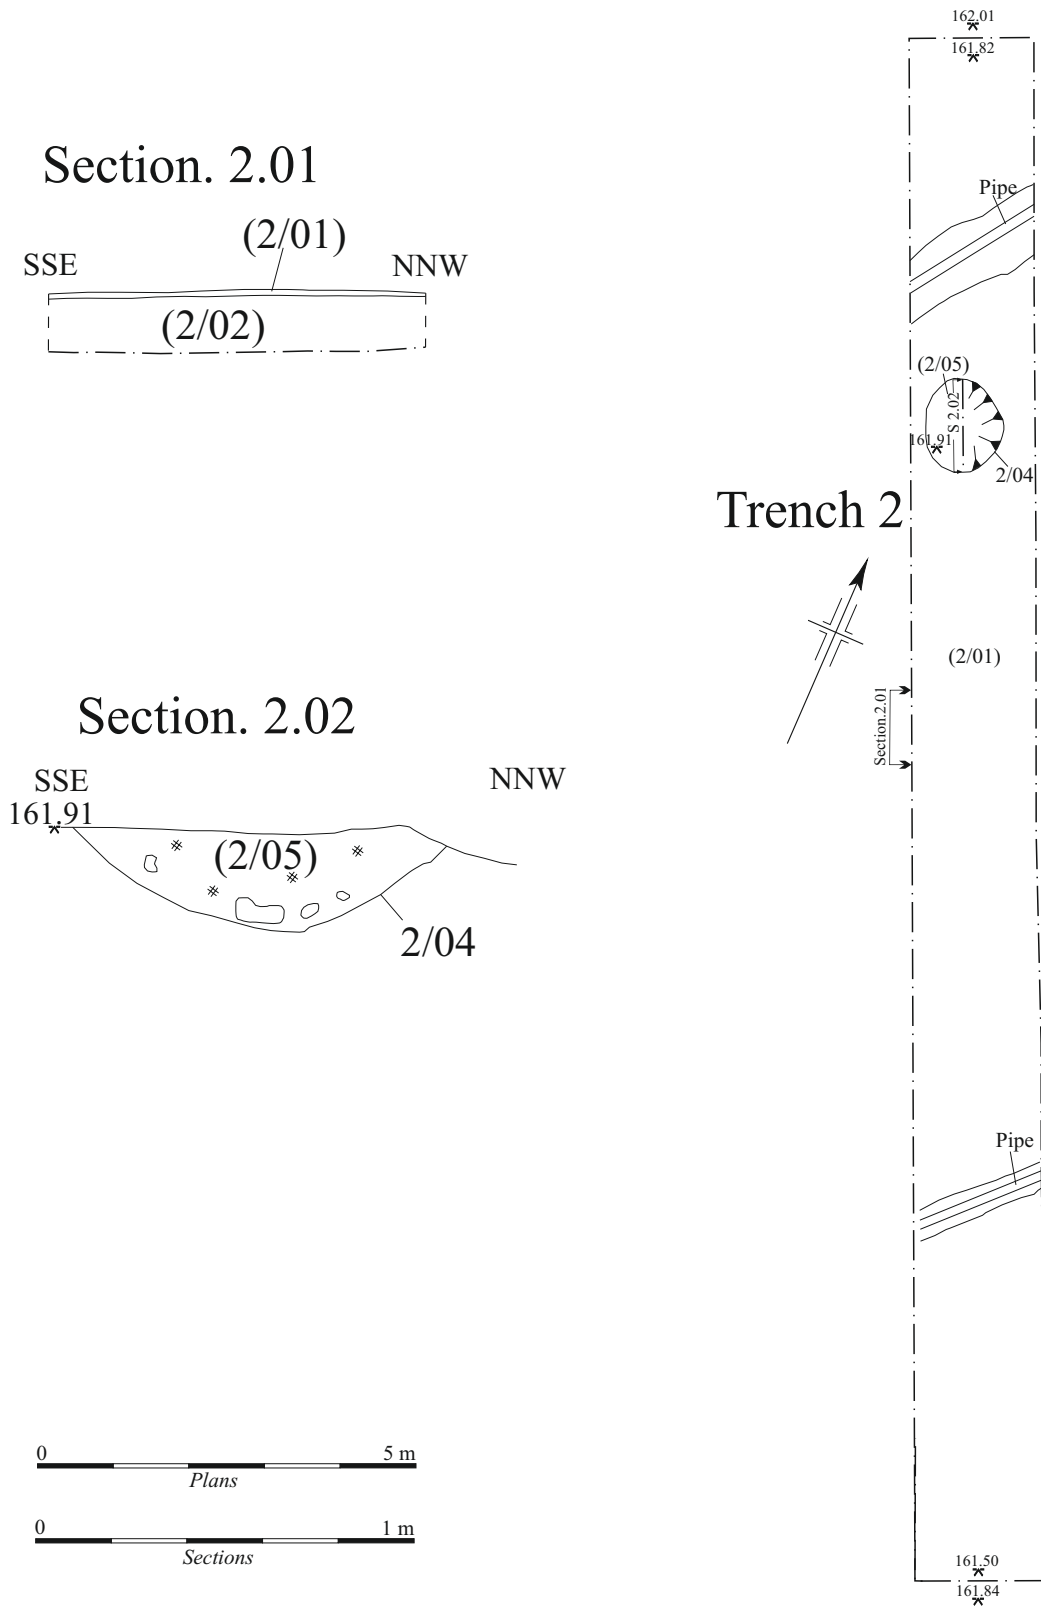 Section. 2.01
(2/01)
SSE
NNW
(2/02)
Section. 2.02
SSE
NNW
161.91
(2/05)
2/04
0
5 m
Plans
0
1 m
Sections
162.01
161.82
Pipe
(2/05)
S 2.02
161.91
2/04
Trench 2
(2/01)
Section.2.01
Pipe
161.50
161.84